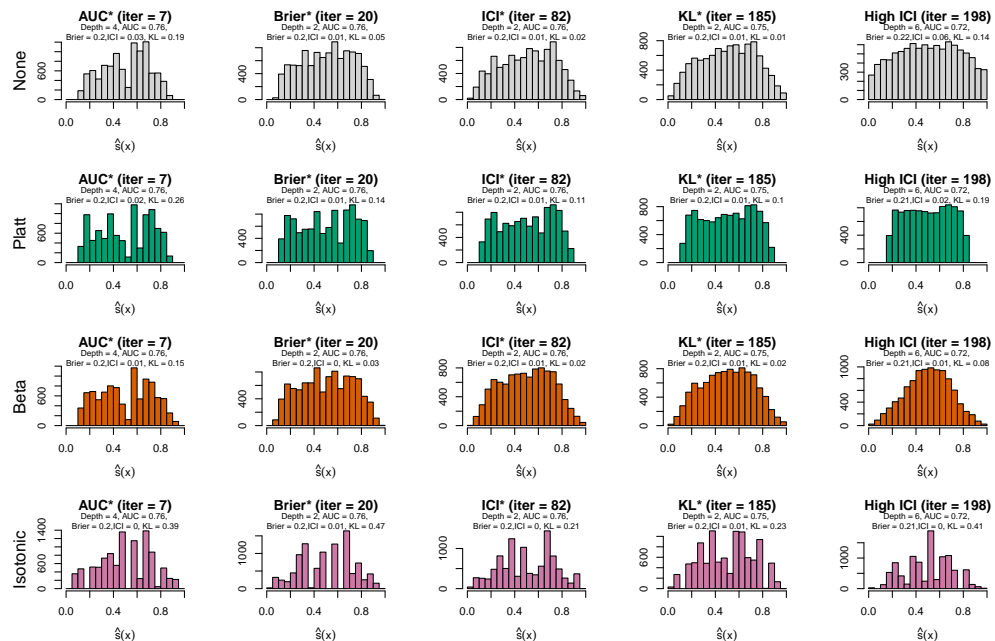 AUC* (iter = 7)
Depth = 4, AUC = 0.76,
Brier = 0.2,ICI = 0.03, KL = 0.19
None
0 600
0.0 0.4 0.8
ŝ(x)
Brier* (iter = 20)
Depth = 2, AUC = 0.76,
Brier = 0.2,ICI = 0.01, KL = 0.05
0 400
0.0 0.4 0.8
ŝ(x)
ICI* (iter = 82)
Depth = 2, AUC = 0.76,
Brier = 0.2,ICI = 0.01, KL = 0.02
0 400
0.0 0.4 0.8
ŝ(x)
KL* (iter = 185)
Depth = 2, AUC = 0.75,
Brier = 0.2,ICI = 0.01, KL = 0.01
0 400 800
0.0 0.4 0.8
ŝ(x)
High ICI (iter = 198)
Depth = 6, AUC = 0.72,
Brier = 0.22,ICI = 0.06, KL = 0.14
0 300
0.0 0.4 0.8
ŝ(x)
AUC* (iter = 7)
Depth = 4, AUC = 0.76,
Brier = 0.2,ICI = 0.02, KL = 0.26
Platt
0 600
0.0 0.4 0.8
ŝ(x)
Brier* (iter = 20)
Depth = 2, AUC = 0.76,
Brier = 0.2,ICI = 0.01, KL = 0.14
0 400
0.0 0.4 0.8
ŝ(x)
ICI* (iter = 82)
Depth = 2, AUC = 0.76,
Brier = 0.2,ICI = 0.01, KL = 0.11
0 400
0.0 0.4 0.8
ŝ(x)
KL* (iter = 185)
Depth = 2, AUC = 0.75,
Brier = 0.2,ICI = 0.01, KL = 0.1
0 400 800
0.0 0.4 0.8
ŝ(x)
High ICI (iter = 198)
Depth = 6, AUC = 0.72,
Brier = 0.21,ICI = 0.02, KL = 0.19
0 400
0.0 0.4 0.8
ŝ(x)
AUC* (iter = 7)
Depth = 4, AUC = 0.76,
Brier = 0.2,ICI = 0.01, KL = 0.15
Beta
0 600
0.0 0.4 0.8
ŝ(x)
Brier* (iter = 20)
Depth = 2, AUC = 0.76,
Brier = 0.2,ICI = 0, KL = 0.03
0 400
0.0 0.4 0.8
ŝ(x)
ICI* (iter = 82)
Depth = 2, AUC = 0.76,
Brier = 0.2,ICI = 0.01, KL = 0.02
0 400 800
0.0 0.4 0.8
ŝ(x)
KL* (iter = 185)
Depth = 2, AUC = 0.75,
Brier = 0.2,ICI = 0.01, KL = 0.02
0 400 800
0.0 0.4 0.8
ŝ(x)
High ICI (iter = 198)
Depth = 6, AUC = 0.72,
Brier = 0.21,ICI = 0.01, KL = 0.08
0 400 1000
0.0 0.4 0.8
ŝ(x)
AUC* (iter = 7)
Depth = 4, AUC = 0.76,
Brier = 0.2,ICI = 0, KL = 0.39
Isotonic
0 600 1400
0.0 0.4 0.8
ŝ(x)
Brier* (iter = 20)
Depth = 2, AUC = 0.76,
Brier = 0.2,ICI = 0.01, KL = 0.47
0 1000
0.0 0.4 0.8
ŝ(x)
ICI* (iter = 82)
Depth = 2, AUC = 0.76,
Brier = 0.2,ICI = 0, KL = 0.21
0 1000
0.0 0.4 0.8
ŝ(x)
KL* (iter = 185)
Depth = 2, AUC = 0.75,
Brier = 0.2,ICI = 0.01, KL = 0.23
0 600
0.0 0.4 0.8
ŝ(x)
High ICI (iter = 198)
Depth = 6, AUC = 0.72,
Brier = 0.21,ICI = 0, KL = 0.41
0 1000
0.0 0.4 0.8
ŝ(x)